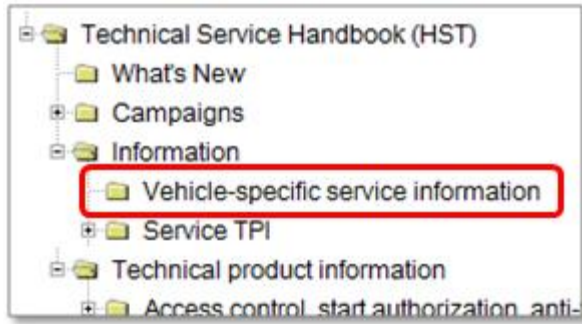 Technical Service Handbook (HST)
What's New
Campaigns
Information
Vehicle-specific service information
Service TPI
Technical product information
Access control, start authorization, anti-